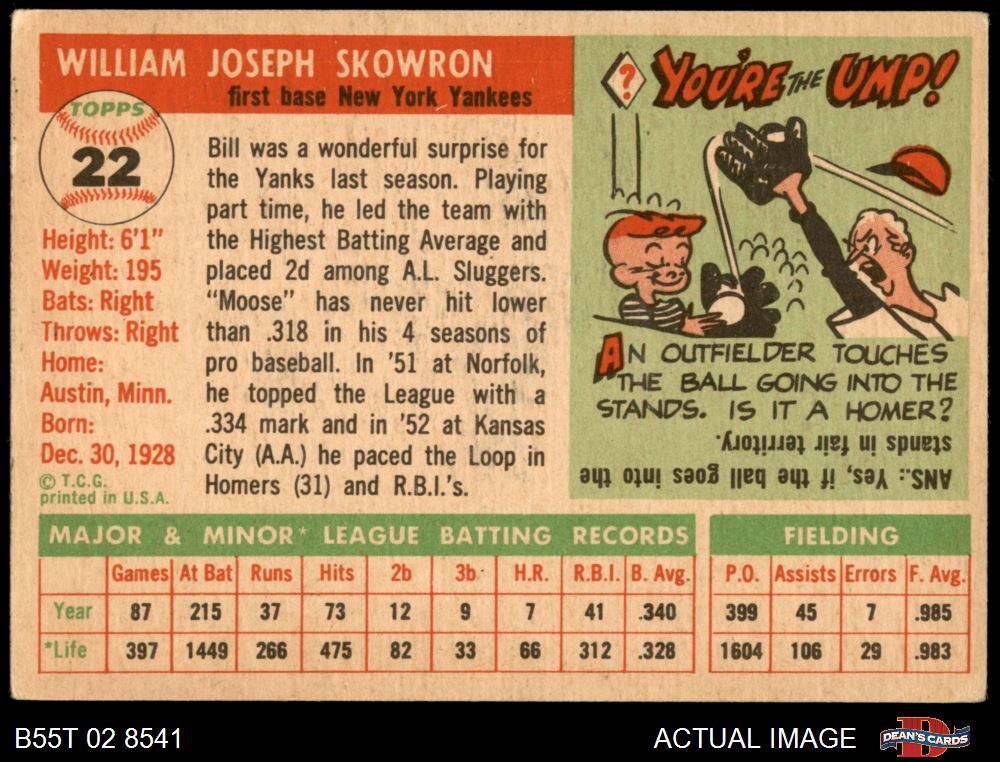 WILLIAM JOSEPH SKOWRON
first base New York Yankees
TOPPS
22
Height: 6'1"
Weight: 195
Bats: Right
Throws: Right
Home:
Austin, Minn.
Born:
Dec. 30, 1928
© T.C.G.
printed in U.S.A.
Bill was a wonderful surprise for
the Yanks last season. Playing
part time, he led the team with
the Highest Batting Average and
placed 2d among A.L. Sluggers.
"Moose" has never hit lower
than .318 in his 4 seasons of
pro baseball. In '51 at Norfolk,
he topped the League with a
.334 mark and in '52 at Kansas
City (A.A.) he paced the Loop in
Homers (31) and R.B.I.'s.
? YOU'RE THE UMP!
AN OUTFIELDER TOUCHES
THE BALL GOING INTO THE
STANDS. IS IT A HOMER?
ANS.: Yes, if the ball goes into the
stands in fair territory.
MAJOR & MINOR* LEAGUE BATTING RECORDS FIELDING
Games At Bat Runs Hits 2b 3b H.R. R.B.I. B. Avg. P.O. Assists Errors F. Avg.
Year 87 215 37 73 12 9 7 41 .340 399 45 7 .985
*Life 397 1449 266 475 82 33 66 312 .328 1604 106 29 .983
B55T 02 8541
ACTUAL IMAGE
D
DEAN'S CARDS